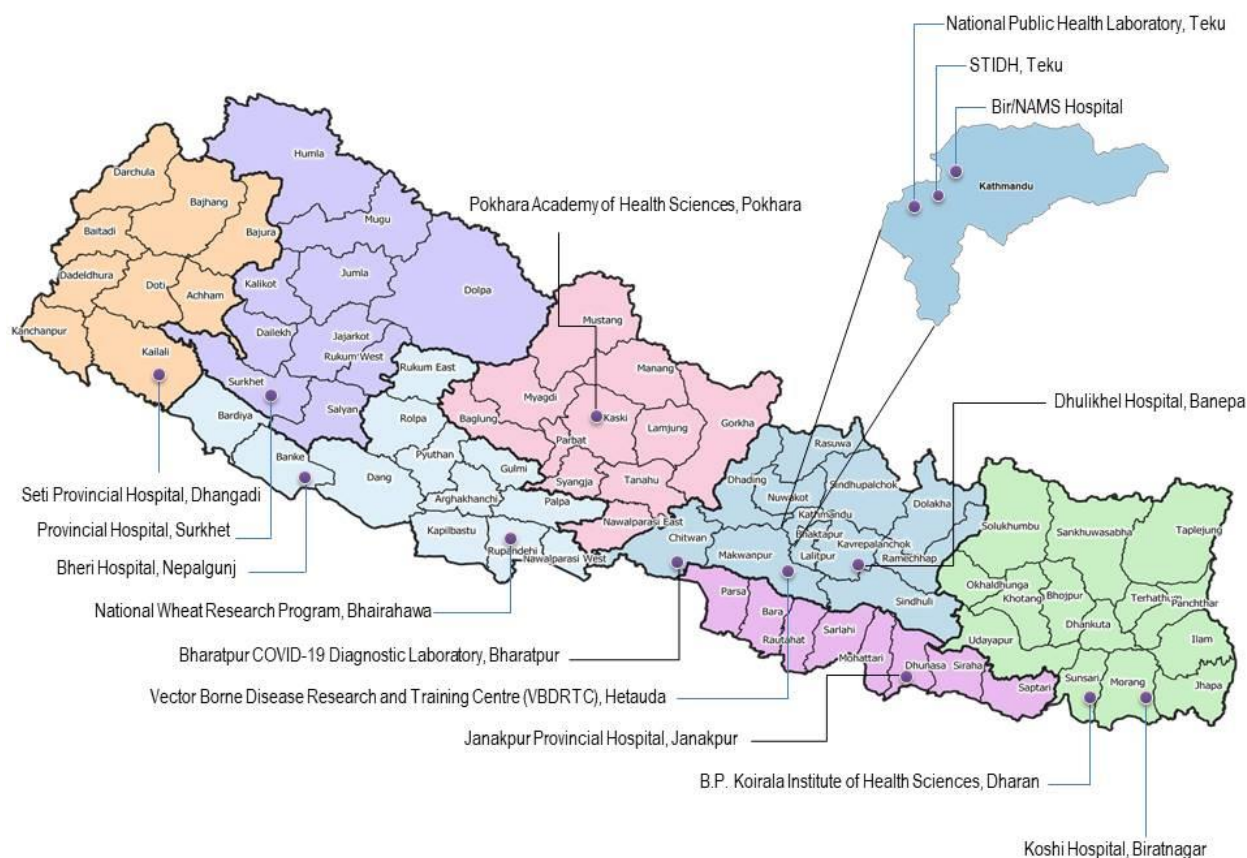 National Public Health Laboratory, Teku
STIDH, Teku
Bir/NAMS Hospital
Kathmandu
Pokhara Academy of Health Sciences, Pokhara
Humla
Darchula
Bajhang
Mugu
Baitadi
Bajura
Jumla
Dadeldhura
Doti
Achham
Kalikot
Dolpa
Kanchanpur
Dailekh
Jajarkot
Mustang
Kailali
Rukum West
Rukum East
Manang
Surkhet
Salyan
Myagdi
Bardiya
Rolpa
Baglung
Kaski
Lamjung
Gorkha
Dhulikhel Hospital, Banepa
Parbat
Rasuwa
Banke
Pyuthan
Gulmi
Dang
Syangja
Tanahu
Dhading
Sindhupalchok
Seti Provincial Hospital, Dhangadi
Arghakhanchi
Palpa
Nuwakot
Dolakha
Provincial Hospital, Surkhet
Kapilbastu
Nawalparasi East
Kathmandu
Solukhumbu
Sankhuwasabha
Taplejung
Chitwan
Bhaktapur
Kavrepalanchok
Bheri Hospital, Nepalgunj
Rupandehi
Nawalparasi West
Makwanpur
Lalitpur
Ramechhap
Okhaldhunga
Khotang
Bhojpur
Terhathum
Panchthar
Parsa
Sindhuli
National Wheat Research Program, Bhairahawa
Bara
Rautahat
Sarlahi
Dhankuta
Udayapur
Ilam
Bharatpur COVID-19 Diagnostic Laboratory, Bharatpur
Mohattari
Dhunasa
Siraha
Sunsari
Morang
Jhapa
Vector Borne Disease Research and Training Centre (VBDRTC), Hetauda
Saptari
Janakpur Provincial Hospital, Janakpur
B.P. Koirala Institute of Health Sciences, Dharan
Koshi Hospital, Biratnagar